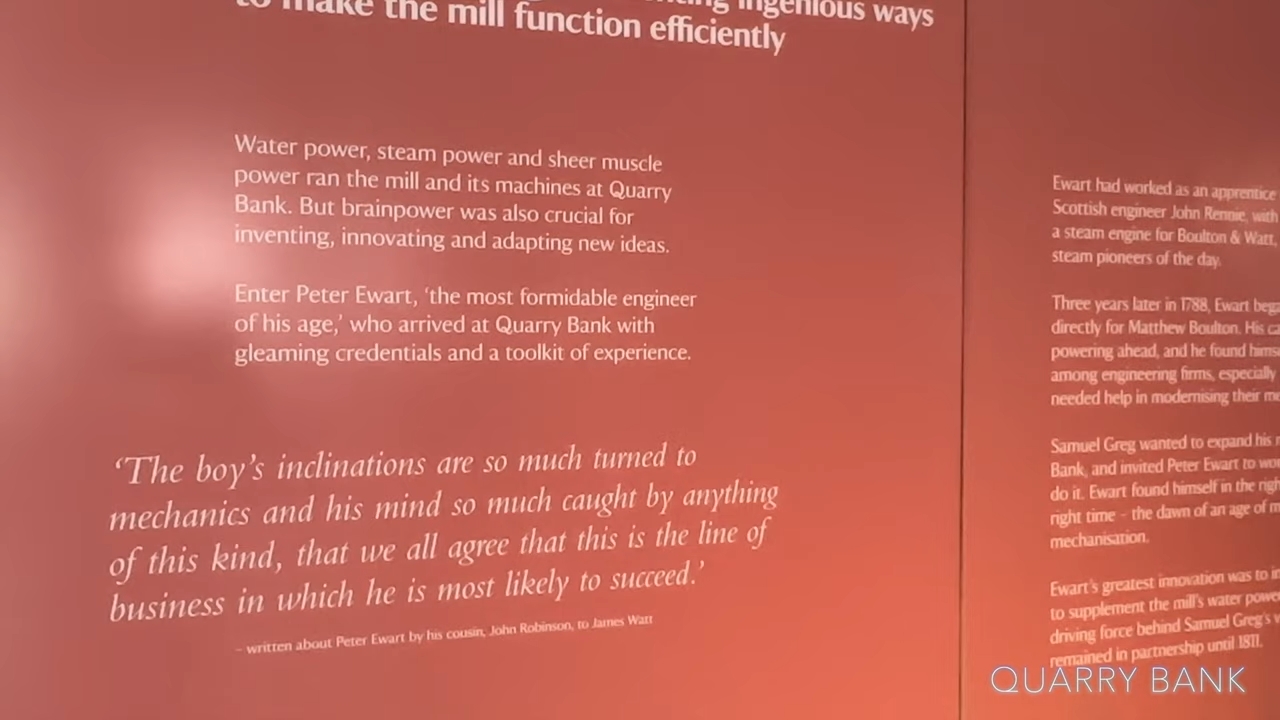 ingenious ways
to make the mill function efficiently
Water power, steam power and sheer muscle
power ran the mill and its machines at Quarry
Bank. But brainpower was also crucial for
inventing, innovating and adapting new ideas.
Enter Peter Ewart, ‘the most formidable engineer
of his age,’ who arrived at Quarry Bank with
gleaming credentials and a toolkit of experience.
‘The boy’s inclinations are so much turned to
mechanics and his mind so much caught by anything
of this kind, that we all agree that this is the line of
business in which he is most likely to succeed.’
– written about Peter Ewart by his cousin, John Robinson, to James Watt
Ewart had worked as an apprentice
Scottish engineer John Rennie, with
a steam engine for Boulton & Watt,
steam pioneers of the day.
Three years later in 1788, Ewart
directly for Matthew Boulton. His
powering ahead, and he found
among engineering firms, especially
needed help in modernising their
Samuel Greg wanted to expand his
Bank, and invited Peter Ewart to
do it. Ewart found himself in the
right time – the dawn of an age of
mechanisation.
Ewart’s greatest innovation was to
to supplement the mill’s water
driving force behind Samuel Greg’s
remained in partnership until 1811.
QUARRY BANK